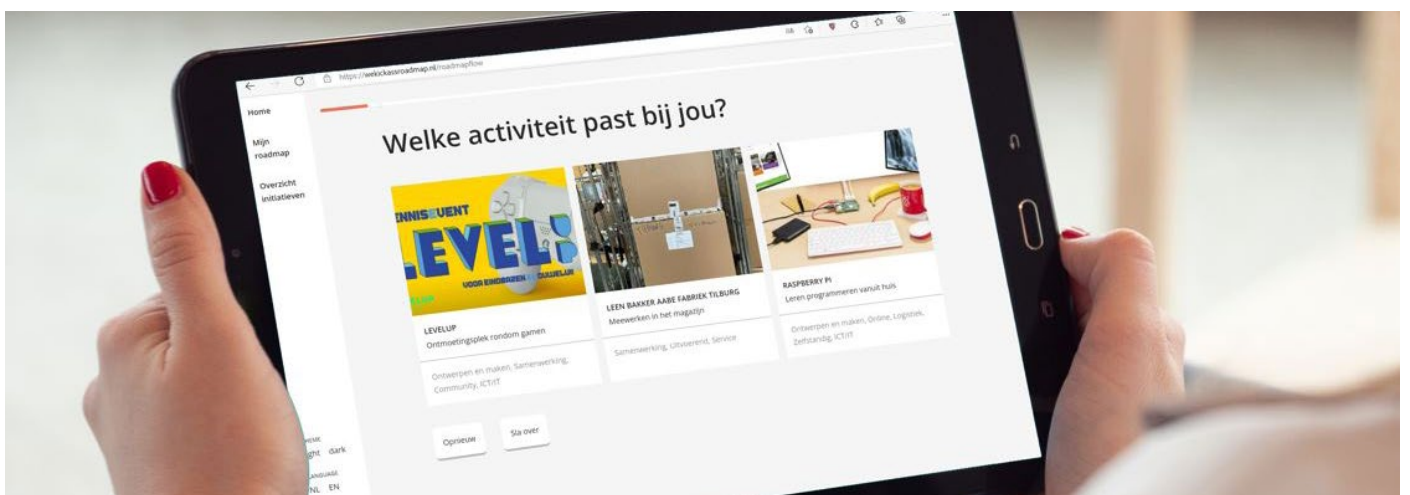 https://wekickassroadmap.nl/roadmapflow
Home
Mijn
roadmap
Overzicht
initiatieven
Welke activiteit past bij jou?
ENNISEVENT
LEVEL
VOOR EINDBAZEN
LEVELUP
Ontmoetingsplek rondom gamen
Ontwerpen en maken, Samenwerking,
Community, ICT/IT
LEEN BAKKER AABE FABRIEK TILBURG
Meewerken in het magazijn
Samenwerking, Uitvoerend, Service
RASPBERRY PI
Leren programmeren vanuit huis
Ontwerpen en maken, Online, Logistiek,
Zelfstandig, ICT/IT
Opnieuw
Sla over
dark
NL EN